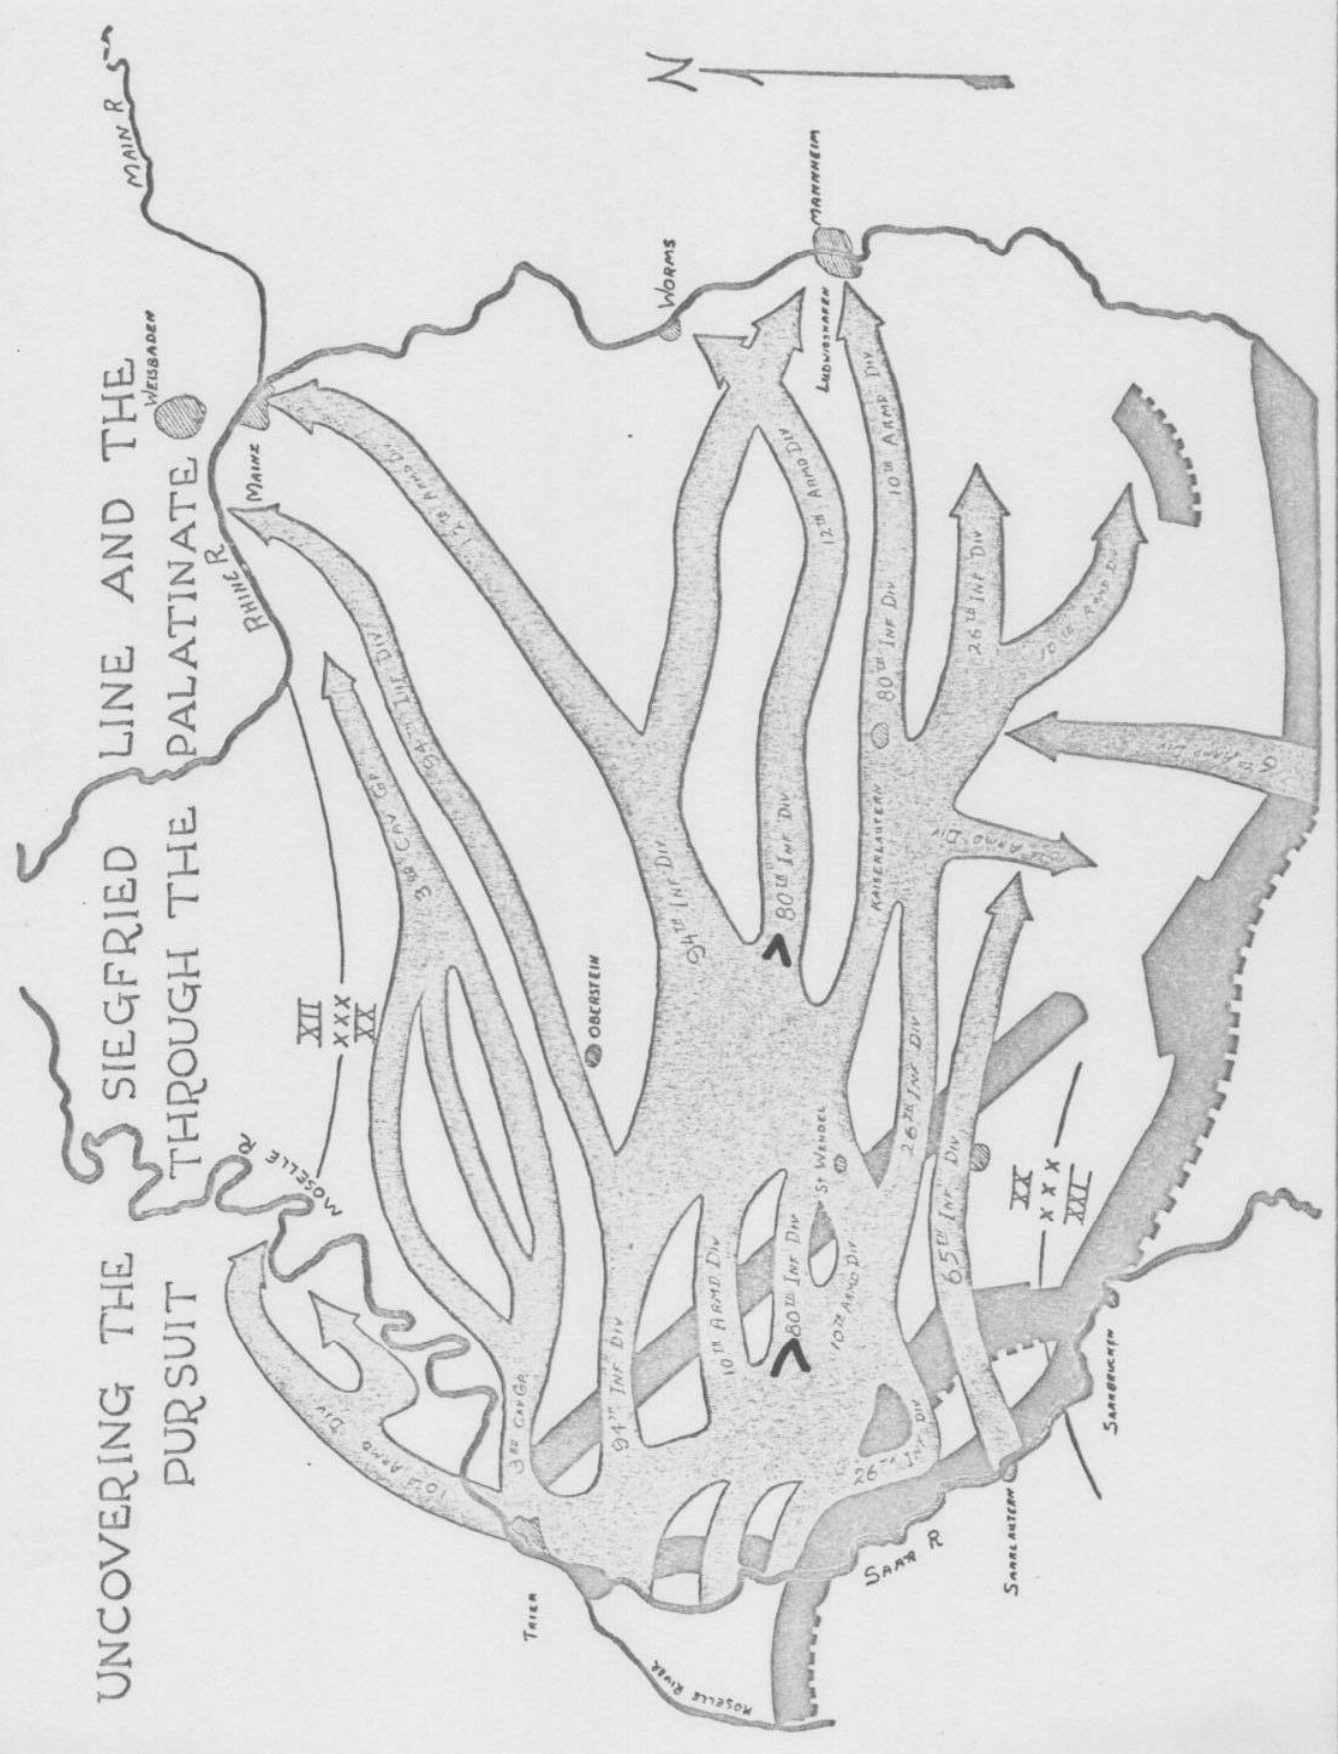 UNCOVERING THE SIEGFRIED LINE AND THE
PURSUIT THROUGH THE PALATINATE
MAIN R
N
WEISBADEN
MAINZ
RHINE R
WORMS
MANNHEIM
LUDWIGSHAFEN
MOSELLE R
XII
XXX
XX
10TH ARMD DIV
3RD CAV GP
3RD CAV GP
94TH INF DIV
94TH INF DIV
94TH INF DIV
12TH ARMD DIV
12TH ARMD DIV
OBERSTEIN
10TH ARMD DIV
80TH INF DIV
80TH INF DIV
80TH INF DIV
10TH ARMD DIV
10TH ARMD DIV
ST WENDEL
KAISERLAUTERN
26TH INF DIV
26TH INF DIV
26TH INF DIV
10TH ARMD DIV
10TH ARMD DIV
65TH INF DIV
XX
XXX
XXI
TRIER
MOSELLE RIVER
SAAR R
SAARLAUTERN
SAARBRUCKEN